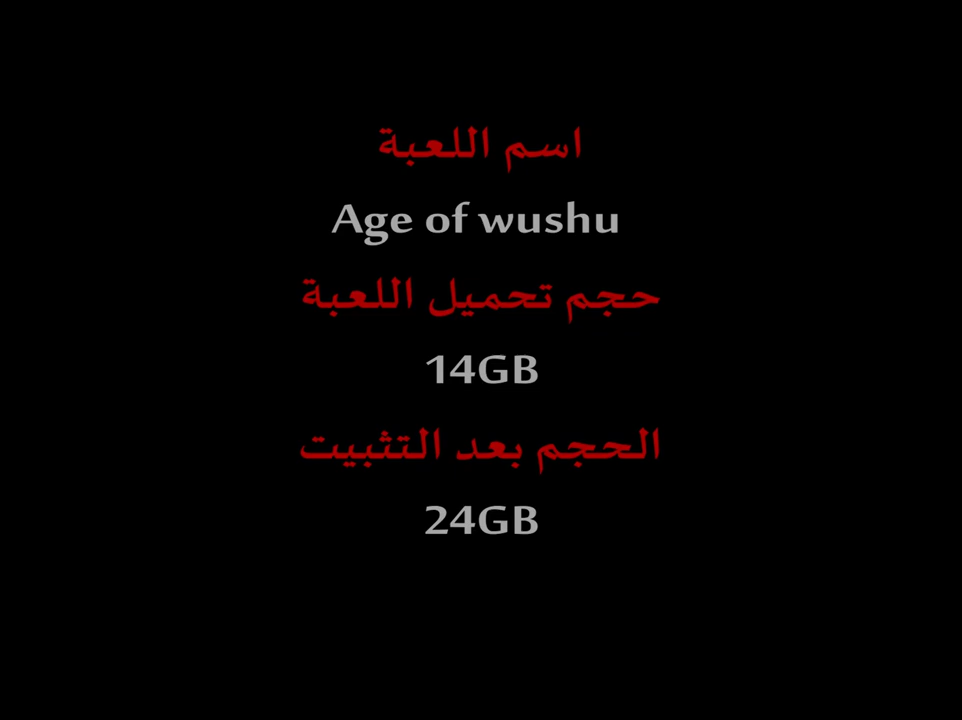 اسم اللعبة
Age of wushu
حجم تحميل اللعبة
14GB
الحجم بعد التثبيت
24GB